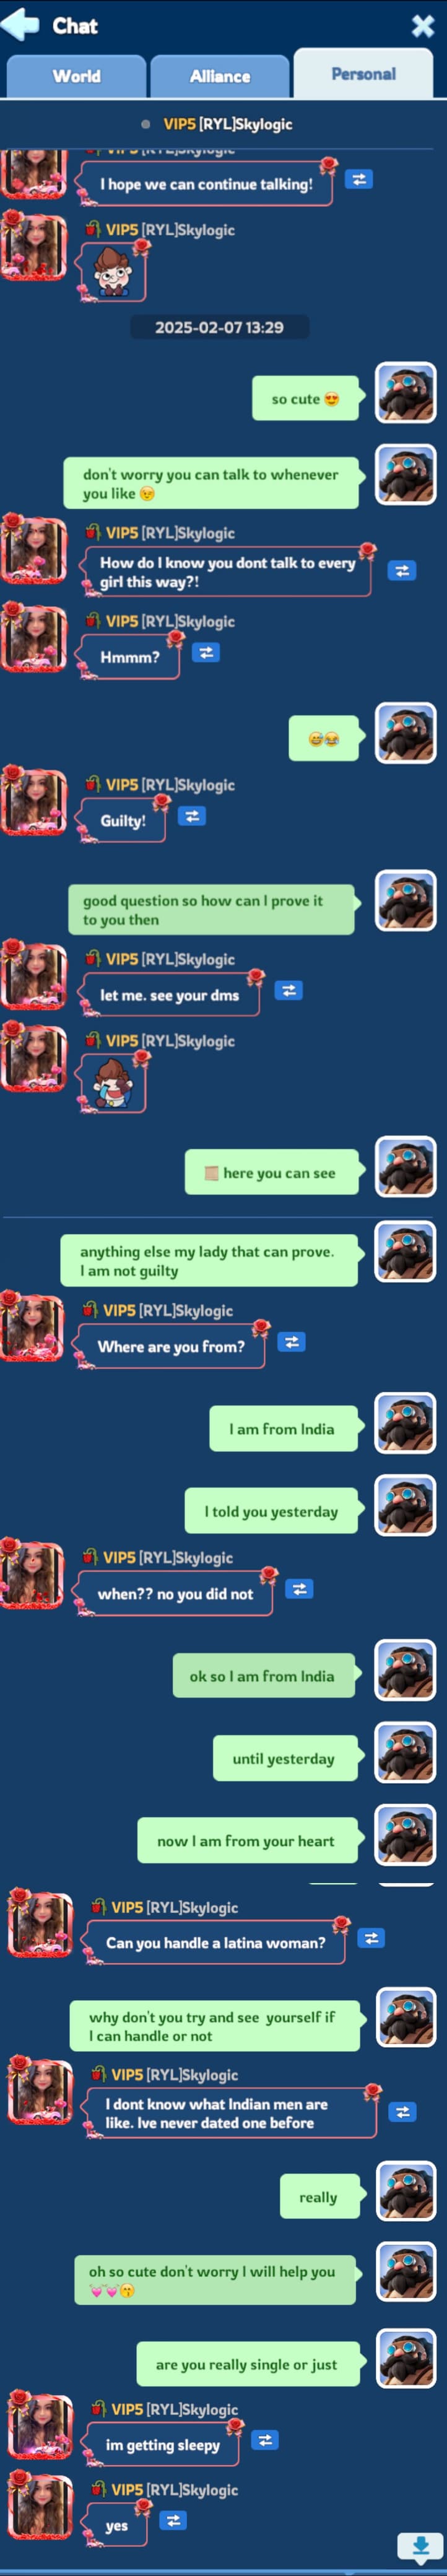 Chat
World
Alliance
Personal
VIP5 [RYL]Skylogic
VIP5 [RYL]Skylogic
I hope we can continue talking!
VIP5 [RYL]Skylogic
2025-02-07 13:29
so cute 😍
don't worry you can talk to whenever
you like 😉
VIP5 [RYL]Skylogic
How do I know you dont talk to every
girl this way?!
VIP5 [RYL]Skylogic
Hmmm?
😅😂
VIP5 [RYL]Skylogic
Guilty!
good question so how can I prove it
to you then
VIP5 [RYL]Skylogic
let me. see your dms
VIP5 [RYL]Skylogic
📜 here you can see
anything else my lady that can prove.
I am not guilty
VIP5 [RYL]Skylogic
Where are you from?
I am from India
I told you yesterday
VIP5 [RYL]Skylogic
when?? no you did not
ok so I am from India
until yesterday
now I am from your heart
VIP5 [RYL]Skylogic
Can you handle a latina woman?
why don't you try and see yourself if
I can handle or not
VIP5 [RYL]Skylogic
I dont know what Indian men are
like. Ive never dated one before
really
oh so cute don't worry I will help you
💓💓😙
are you really single or just
VIP5 [RYL]Skylogic
im getting sleepy
VIP5 [RYL]Skylogic
yes